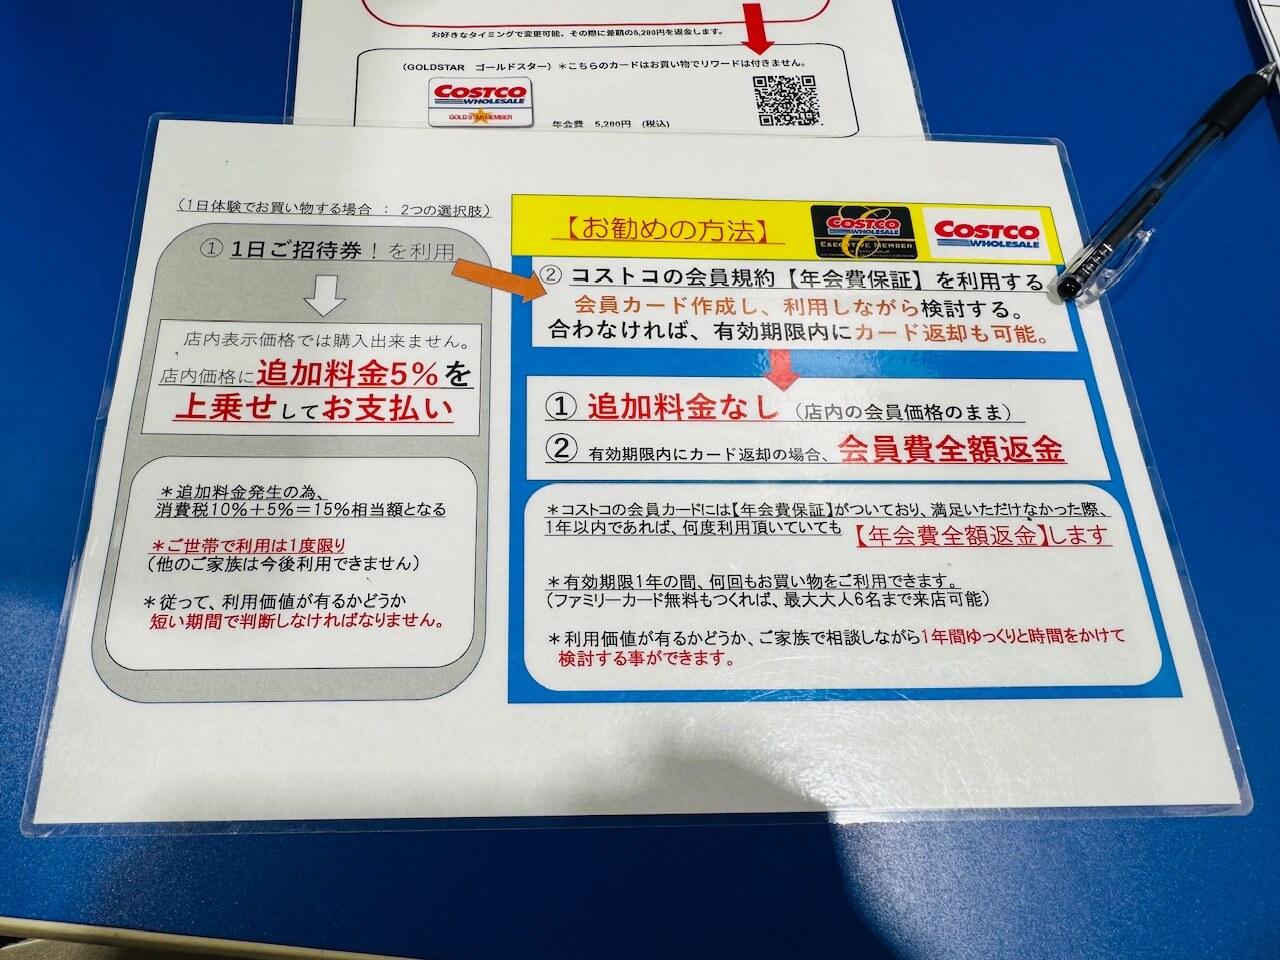 お好きなタイミングで変更可能、その際に差額の5,280円を返金します。
（GOLDSTAR ゴールドスター）＊こちらのカードはお買い物でリワードは付きません。
COSTCO
WHOLESALE
GOLD STAR MEMBER
年会費 5,280円 (税込)
（1日体験でお買い物する場合 ： 2つの選択肢）
① 1日ご招待券！を利用
店内表示価格では購入出来ません。
店内価格に追加料金5%を
上乗せしてお支払い
＊追加料金発生の為、
消費税10%＋5%＝15%相当額となる
＊ご世帯で利用は1度限り
（他のご家族は今後利用できません）
＊従って、利用価値が有るかどうか
短い期間で判断しなければなりません。
【お勧めの方法】
COSTCO
WHOLESALE
EXECUTIVE MEMBER
COSTCO
WHOLESALE
② コストコの会員規約【年会費保証】を利用する
会員カード作成し、利用しながら検討する。
合わなければ、有効期限内にカード返却も可能。
① 追加料金なし（店内の会員価格のまま）
② 有効期限内にカード返却の場合、会員費全額返金
＊コストコの会員カードには【年会費保証】がついており、満足いただけなかった際、
1年以内であれば、何度利用頂いていても 【年会費全額返金】します
＊有効期限1年の間、何回もお買い物をご利用できます。
（ファミリーカード無料もつくれば、最大大人6名まで来店可能）
＊利用価値が有るかどうか、ご家族で相談しながら1年間ゆっくりと時間をかけて
検討する事ができます。